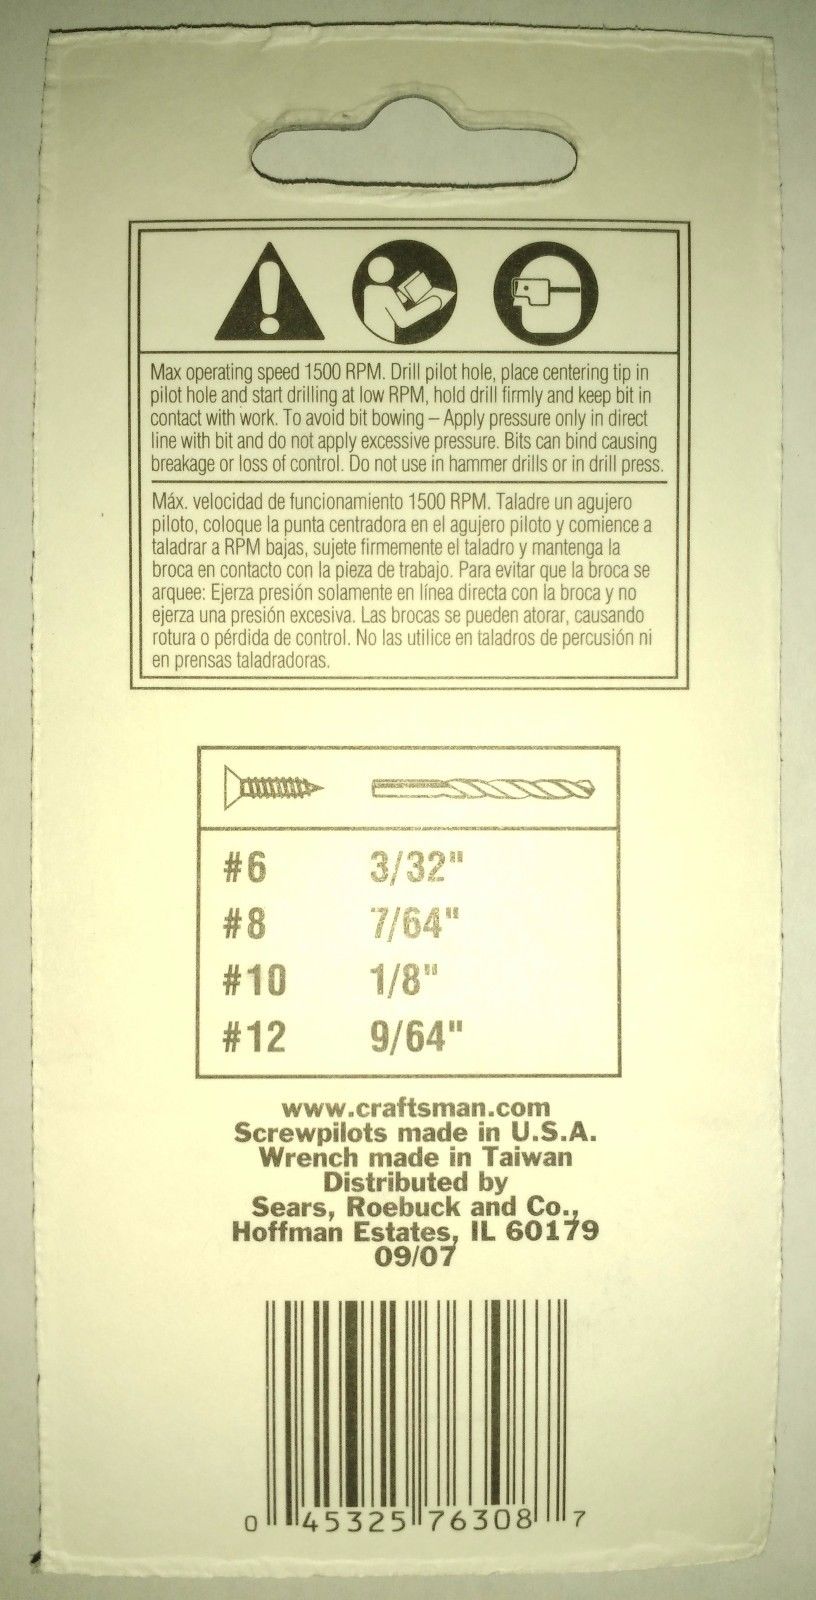 Max operating speed 1500 RPM. Drill pilot hole, place centering tip in
pilot hole and start drilling at low RPM, hold drill firmly and keep bit in
contact with work. To avoid bit bowing – Apply pressure only in direct
line with bit and do not apply excessive pressure. Bits can bind causing
breakage or loss of control. Do not use in hammer drills or in drill press.
Máx. velocidad de funcionamiento 1500 RPM. Taladre un agujero
piloto, coloque la punta centradora en el agujero piloto y comience a
taladrar a RPM bajas, sujete firmemente el taladro y mantenga la
broca en contacto con la pieza de trabajo. Para evitar que la broca se
arquee: Ejerza presión solamente en línea directa con la broca y no
ejerza una presión excesiva. Las brocas se pueden atorar, causando
rotura o pérdida de control. No las utilice en taladros de percusión ni
en prensas taladradoras.
#6 3/32"
#8 7/64"
#10 1/8"
#12 9/64"
www.craftsman.com
Screwpilots made in U.S.A.
Wrench made in Taiwan
Distributed by
Sears, Roebuck and Co.,
Hoffman Estates, IL 60179
09/07
0 45325 76308 7